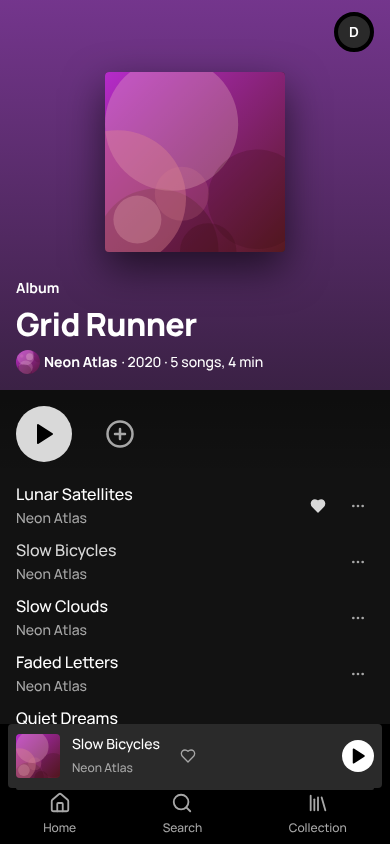 D
Album
Grid Runner
Neon Atlas · 2020 · 5 songs, 4 min
Lunar Satellites
Neon Atlas
Slow Bicycles
Neon Atlas
Slow Clouds
Neon Atlas
Faded Letters
Neon Atlas
Quiet Dreams
Slow Bicycles
Neon Atlas
Home
Search
Collection